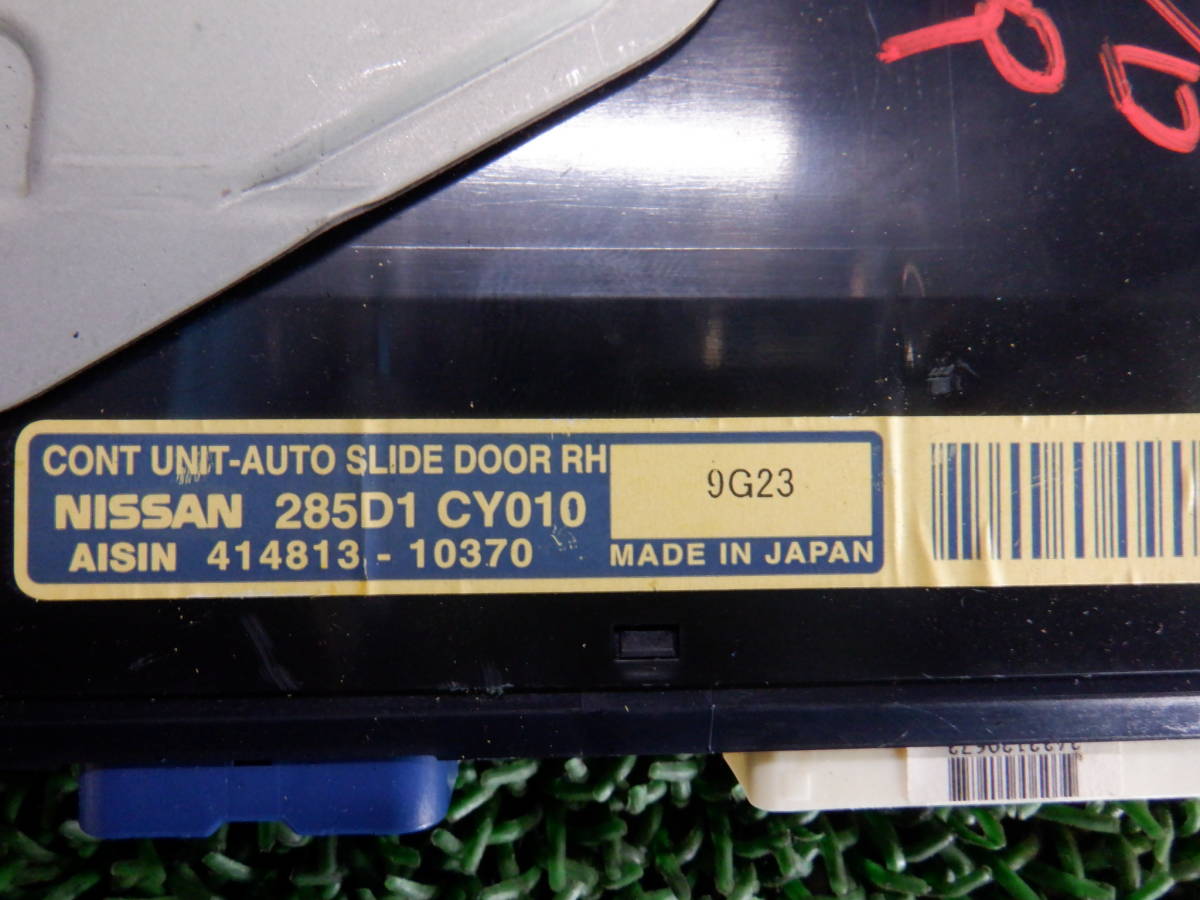 CONT UNIT-AUTO SLIDE DOOR RH
NISSAN 285D1 CY010
AISIN 414813 - 10370
9G23
MADE IN JAPAN